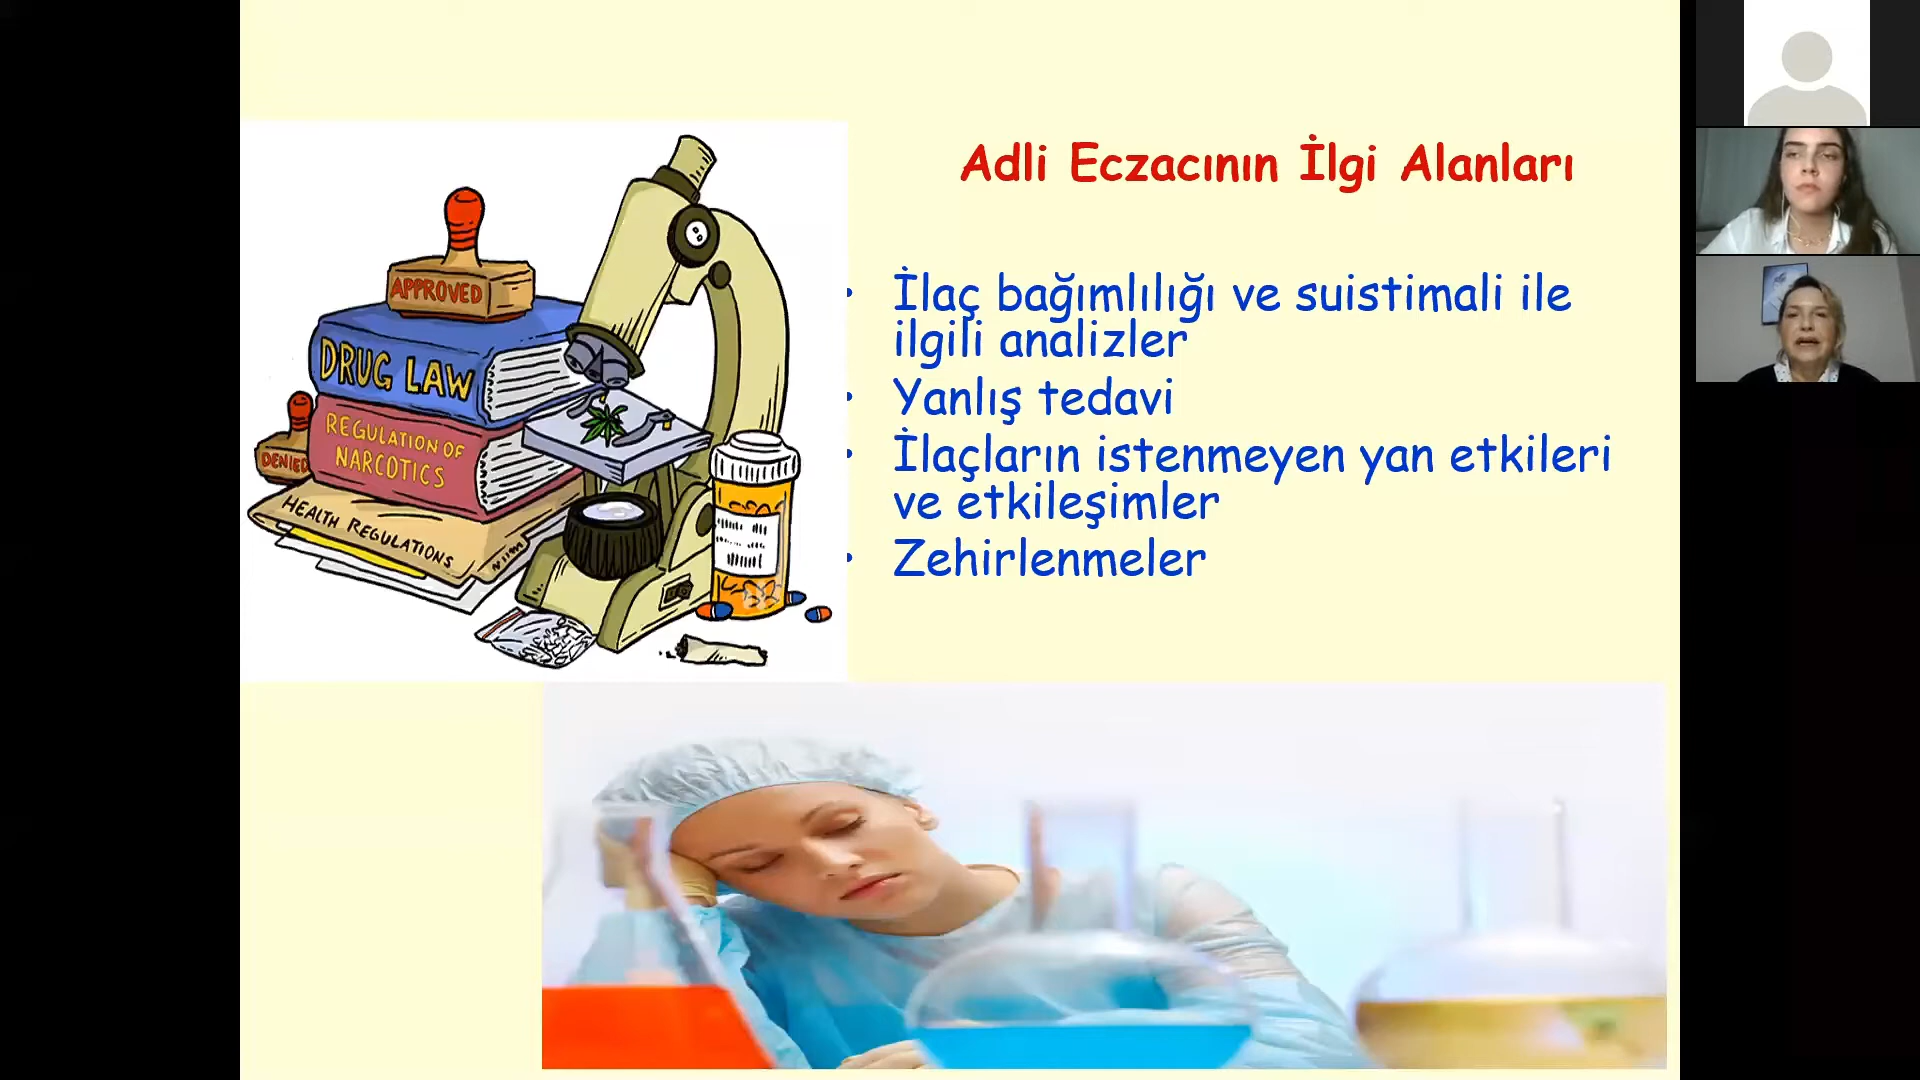 Adli Eczacının İlgi Alanları
• İlaç bağımlılığı ve suistimali ile
ilgili analizler
• Yanlış tedavi
• İlaçların istenmeyen yan etkileri
ve etkileşimler
• Zehirlenmeler
APPROVED
DRUG LAW
REGULATION OF
NARCOTICS
DENIED
HEALTH REGULATIONS